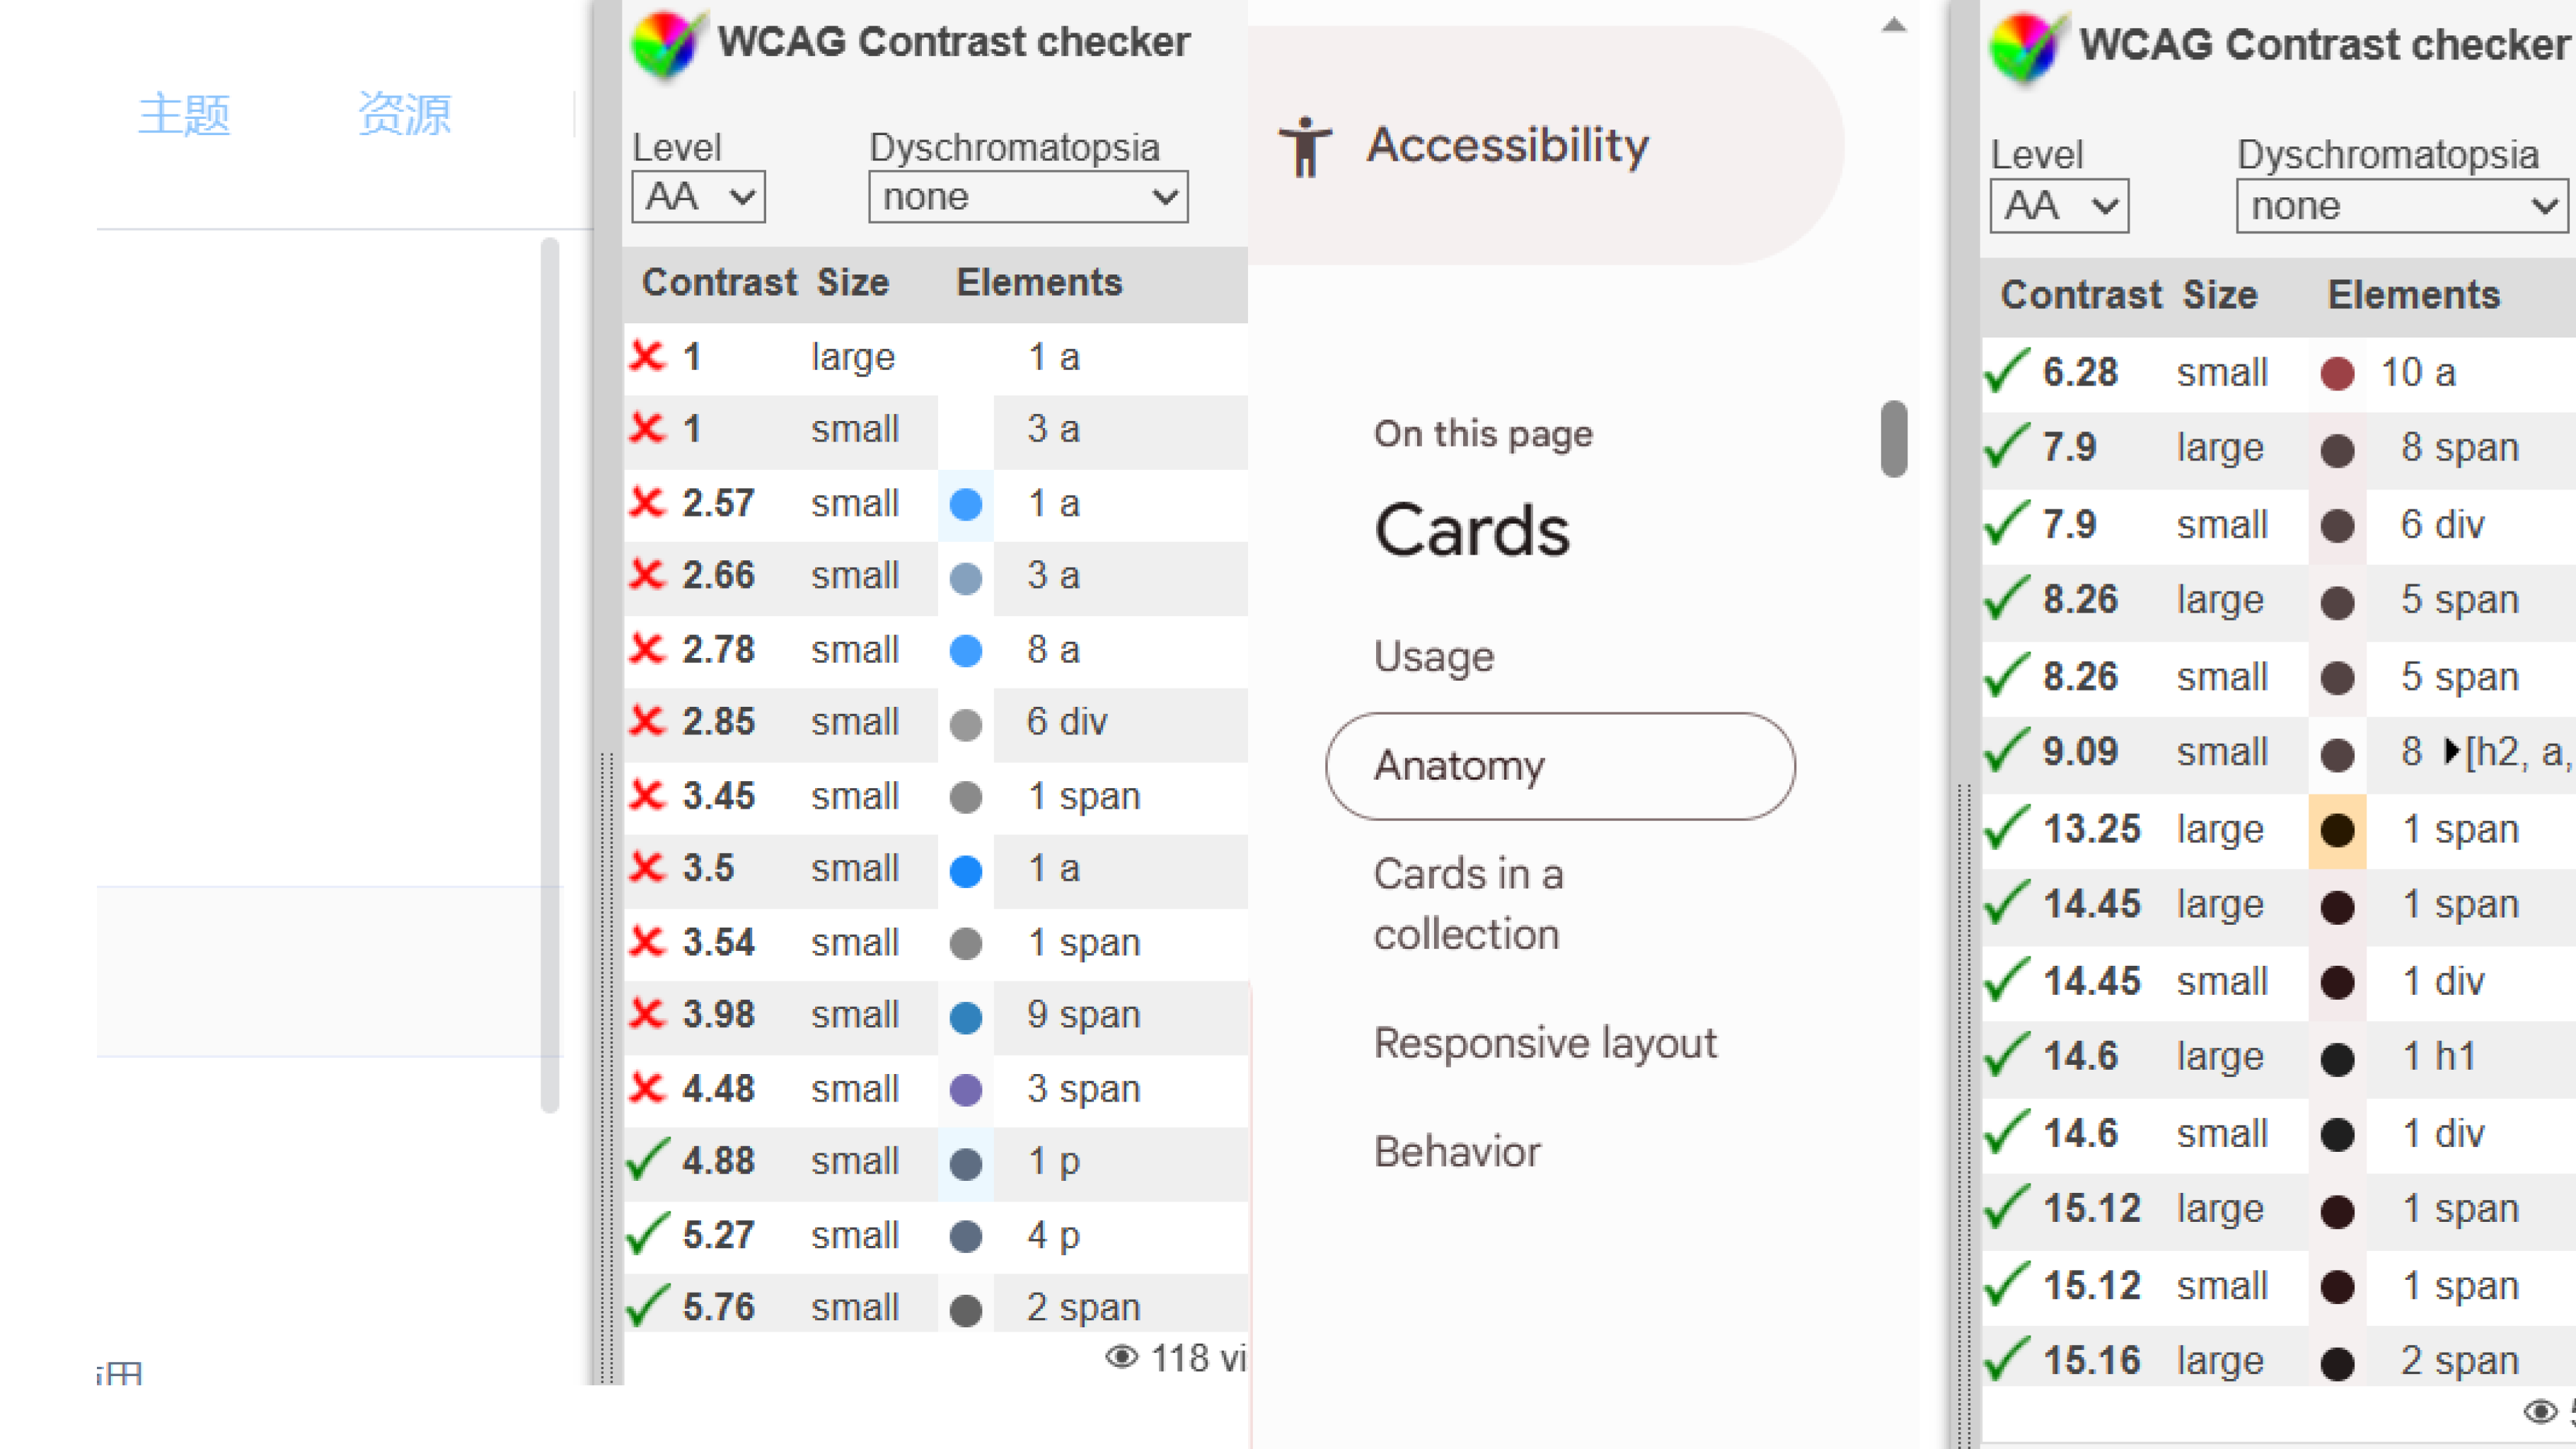 主题 资源
WCAG Contrast checker
Level Dyschromatopsia
AA none
Contrast Size Elements
1 large 1 a
1 small 3 a
2.57 small 1 a
2.66 small 3 a
2.78 small 8 a
2.85 small 6 div
3.45 small 1 span
3.5 small 1 a
3.54 small 1 span
3.98 small 9 span
4.48 small 3 span
4.88 small 1 p
5.27 small 4 p
5.76 small 2 span
118 vi
Accessibility
On this page
Cards
Usage
Anatomy
Cards in a
collection
Responsive layout
Behavior
WCAG Contrast checker
Level Dyschromatopsia
AA none
Contrast Size Elements
6.28 small 10 a
7.9 large 8 span
7.9 small 6 div
8.26 large 5 span
8.26 small 5 span
9.09 small 8 [h2, a,
13.25 large 1 span
14.45 large 1 span
14.45 small 1 div
14.6 large 1 h1
14.6 small 1 div
15.12 large 1 span
15.12 small 1 span
15.16 large 2 span